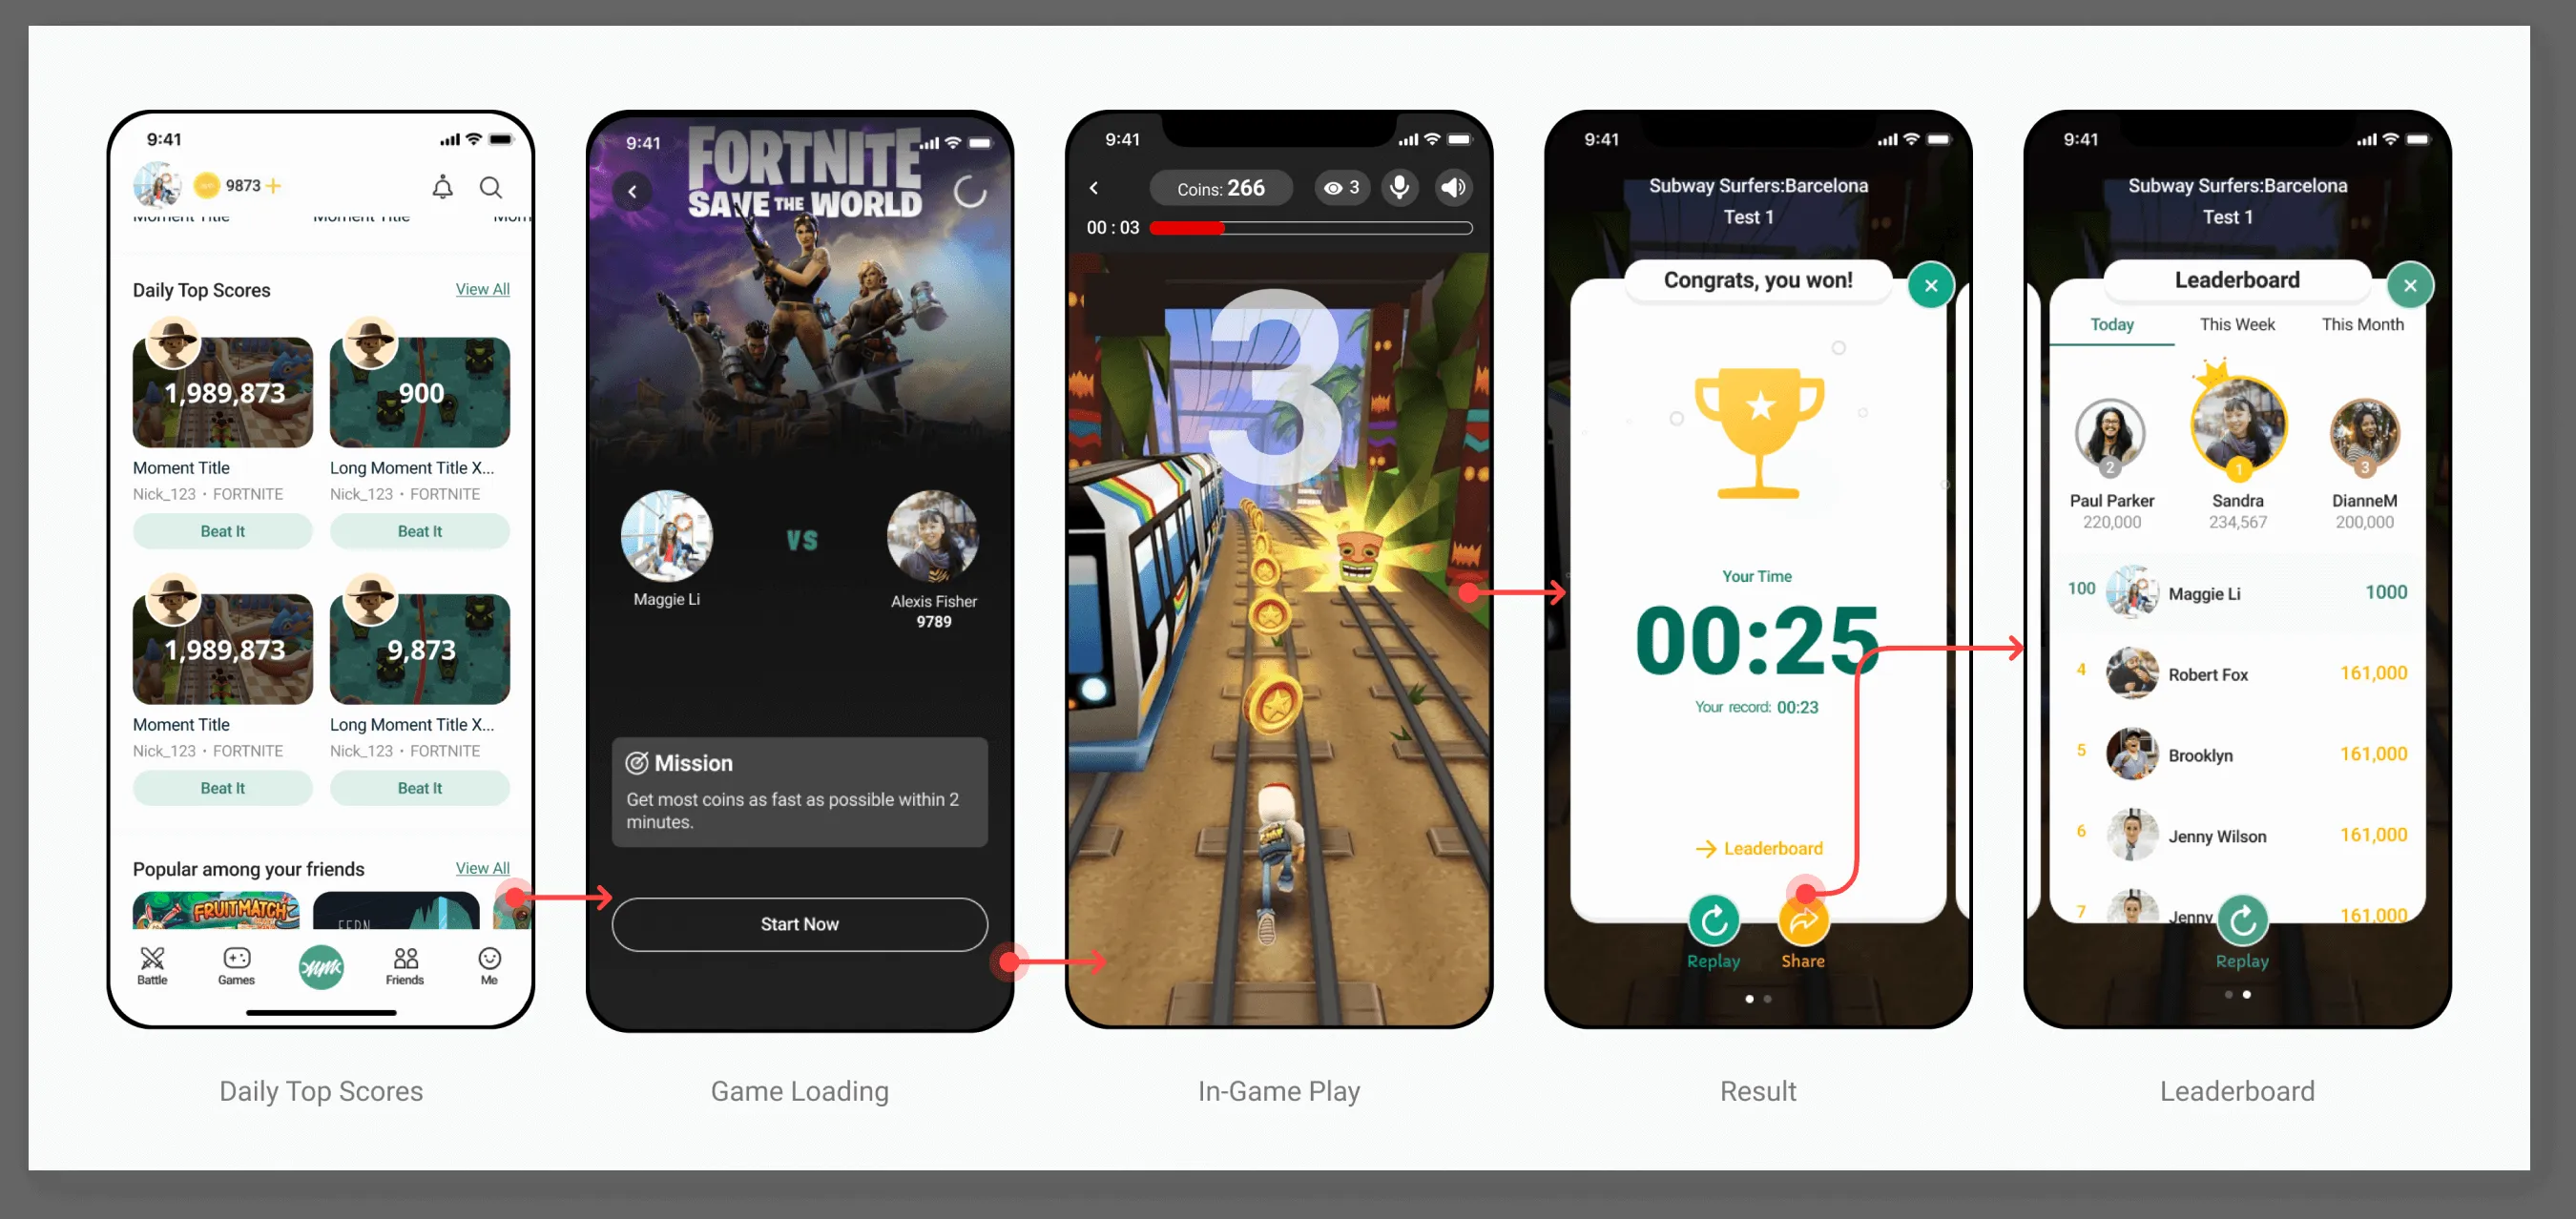 9:41
9873
Moment Title
Moment Title
Mom
Daily Top Scores
View All
1,989,873
900
Moment Title
Long Moment Title X...
Nick_123 • FORTNITE
Nick_123 • FORTNITE
Beat It
Beat It
1,989,873
9,873
Moment Title
Long Moment Title X...
Nick_123 • FORTNITE
Nick_123 • FORTNITE
Beat It
Beat It
Popular among your friends
View All
FRUITMATCH
FERN
Battle
Games
Friends
Me
Daily Top Scores
9:41
FORTNITE
SAVE THE WORLD
VS
Maggie Li
Alexis Fisher
9789
Mission
Get most coins as fast as possible within 2
minutes.
Start Now
Game Loading
9:41
Coins: 266
3
00 : 03
3
In-Game Play
9:41
Subway Surfers:Barcelona
Test 1
Congrats, you won!
Your Time
00:25
Your record: 00:23
Leaderboard
Replay
Share
Result
9:41
Subway Surfers:Barcelona
Test 1
Leaderboard
Today
This Week
This Month
2
1
3
Paul Parker
Sandra
DianneM
220,000
234,567
200,000
100
Maggie Li
1000
4
Robert Fox
161,000
5
Brooklyn
161,000
6
Jenny Wilson
161,000
7
Jenny
161,000
Replay
Leaderboard